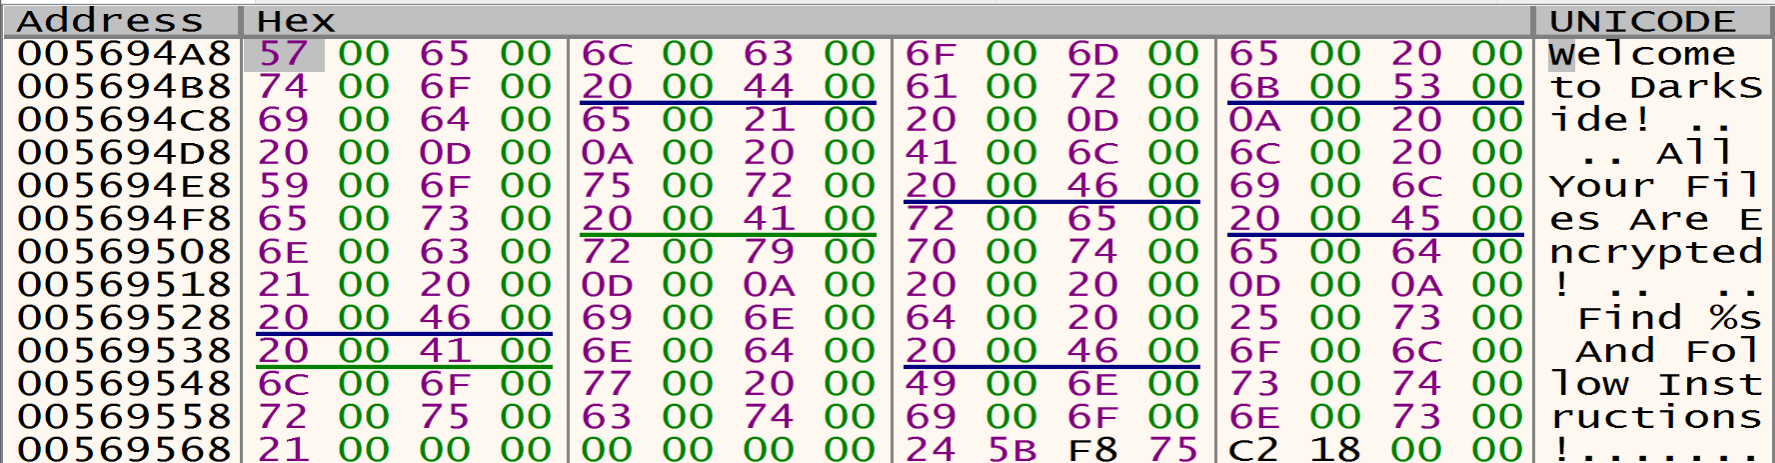 Address Hex UNICODE
005694A8 57 00 65 00 6C 00 63 00 6F 00 6D 00 65 00 20 00 Welcome
005694B8 74 00 6F 00 20 00 44 00 61 00 72 00 6B 00 53 00 to DarkS
005694C8 69 00 64 00 65 00 21 00 20 00 0D 00 0A 00 20 00 ide! ..
005694D8 20 00 0D 00 0A 00 20 00 41 00 6C 00 6C 00 20 00 .. All
005694E8 59 00 6F 00 75 00 72 00 20 00 46 00 69 00 6C 00 Your Fil
005694F8 65 00 73 00 20 00 41 00 72 00 65 00 20 00 45 00 es Are E
00569508 6E 00 63 00 72 00 79 00 70 00 74 00 65 00 64 00 ncrypted
00569518 21 00 20 00 0D 00 0A 00 20 00 20 00 0D 00 0A 00 ! .. ..
00569528 20 00 46 00 69 00 6E 00 64 00 20 00 25 00 73 00 Find %s
00569538 20 00 41 00 6E 00 64 00 20 00 46 00 6F 00 6C 00 And Fol
00569548 6C 00 6F 00 77 00 20 00 49 00 6E 00 73 00 74 00 low Inst
00569558 72 00 75 00 63 00 74 00 69 00 6F 00 6E 00 73 00 ructions
00569568 21 00 00 00 00 00 00 00 24 5B F8 75 C2 18 00 00 !.......